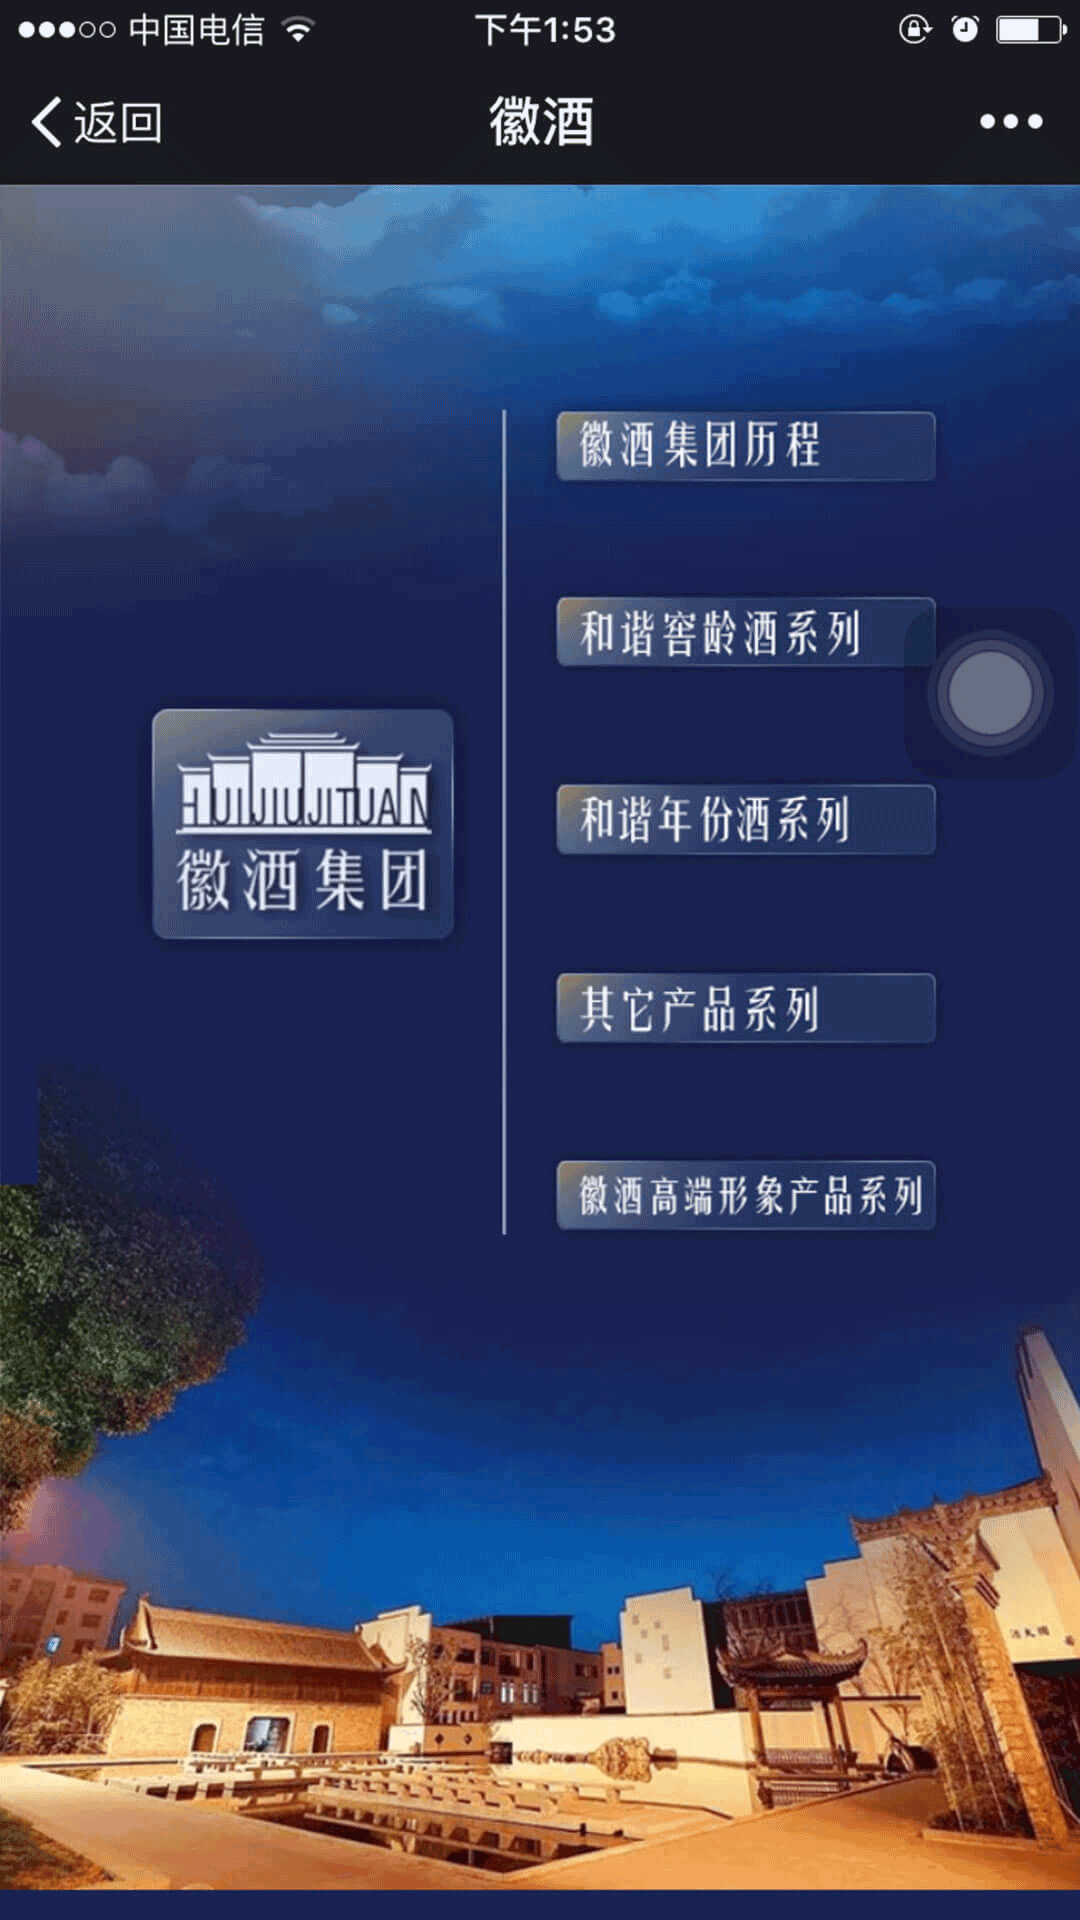 中国电信
下午1:53
返回
徽酒
徽酒集团历程
和谐窖龄酒系列
HUIJIUJITUAN
徽酒集团
和谐年份酒系列
其它产品系列
徽酒高端形象产品系列